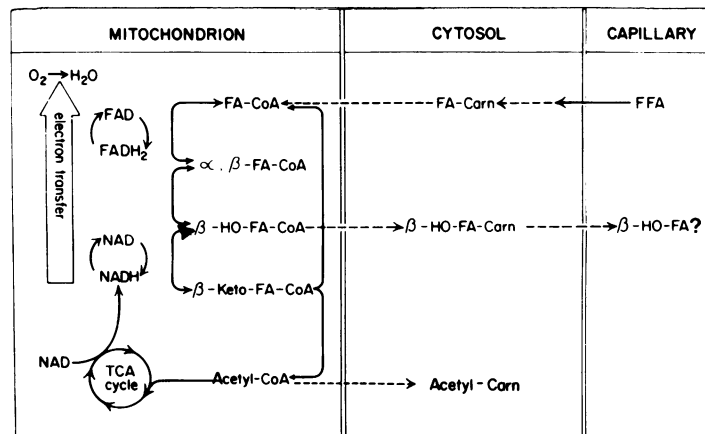 MITOCHONDRION CYTOSOL CAPILLARY
O₂ → H₂O
FA-CoA FA-Carn FFA
FAD
FADH₂
electron transfer
α . β-FA-CoA
β-HO-FA-CoA β-HO-FA-Carn β-HO-FA?
NAD
NADH
β-Keto-FA-CoA
NAD
TCA
cycle
Acetyl-CoA Acetyl-Carn